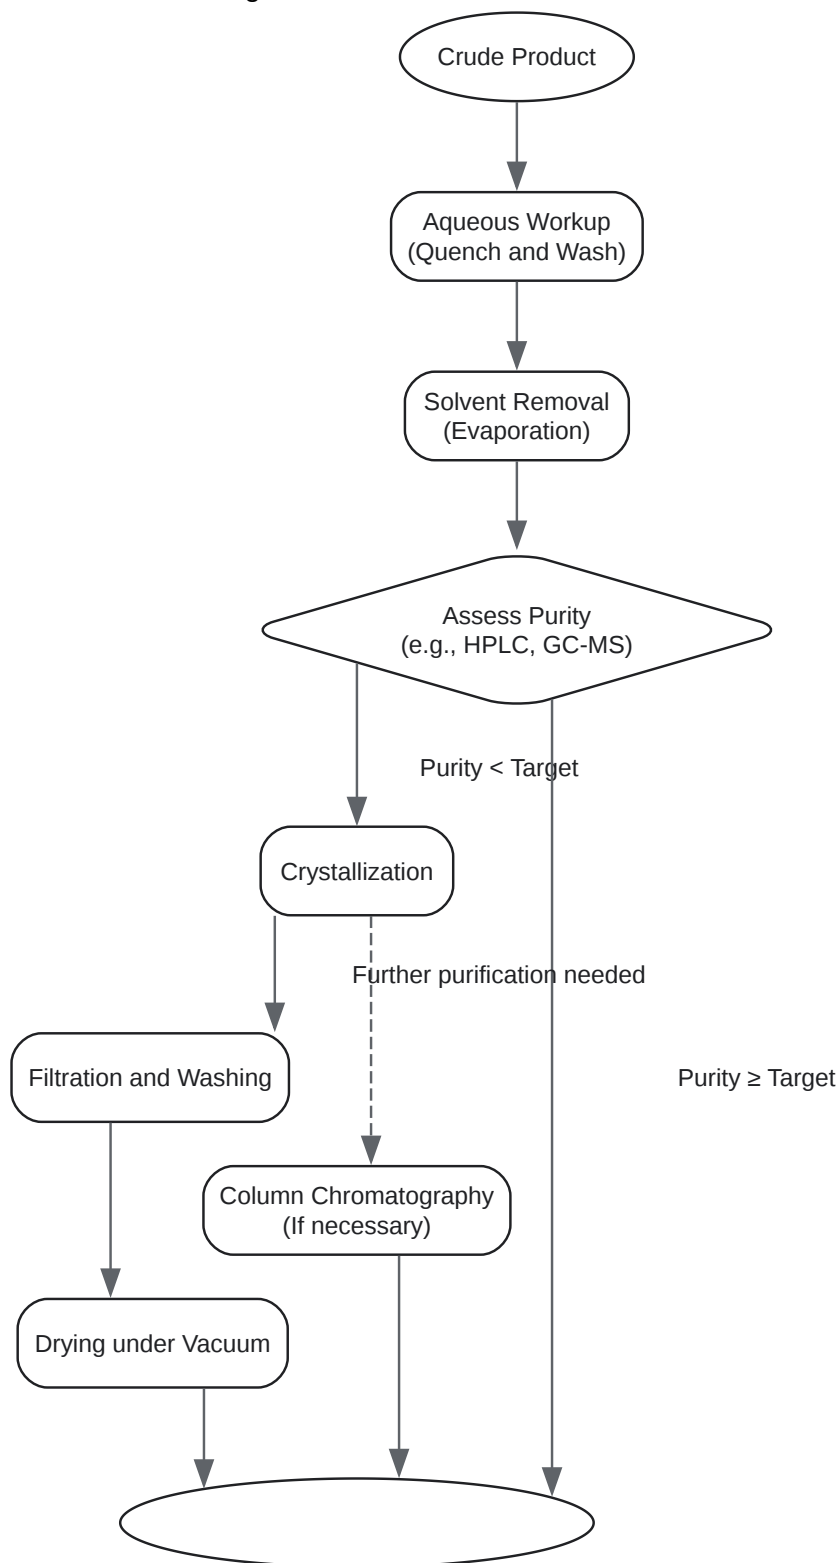 Crude Product
Aqueous Workup
(Quench and Wash)
Solvent Removal
(Evaporation)
Assess Purity
(e.g., HPLC, GC-MS)
Purity < Target
Crystallization
Further purification needed
Filtration and Washing
Purity ≥ Target
Column Chromatography
(If necessary)
Drying under Vacuum